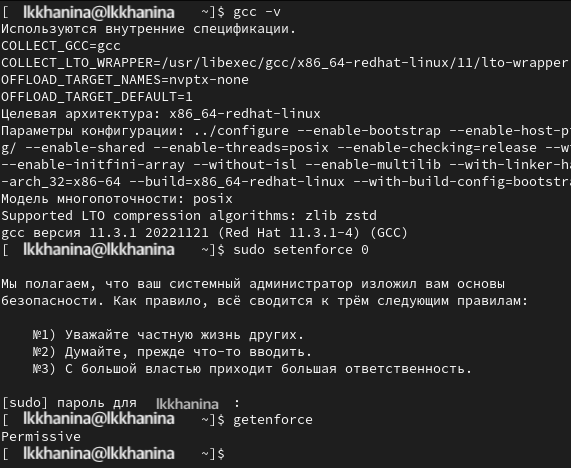 [ lkkhanina@lkkhanina ~]$ gcc -v
Используются внутренние спецификации.
COLLECT_GCC=gcc
COLLECT_LTO_WRAPPER=/usr/libexec/gcc/x86_64-redhat-linux/11/lto-wrapper
OFFLOAD_TARGET_NAMES=nvptx-none
OFFLOAD_TARGET_DEFAULT=1
Целевая архитектура: x86_64-redhat-linux
Параметры конфигурации: ../configure --enable-bootstrap --enable-host-p
g/ --enable-shared --enable-threads=posix --enable-checking=release --w
--enable-initfini-array --without-isl --enable-multilib --with-linker-h
-arch_32=x86-64 --build=x86_64-redhat-linux --with-build-config=bootstr
Модель многопоточности: posix
Supported LTO compression algorithms: zlib zstd
gcc версия 11.3.1 20221121 (Red Hat 11.3.1-4) (GCC)
[ lkkhanina@lkkhanina ~]$ sudo setenforce 0
Мы полагаем, что ваш системный администратор изложил вам основы
безопасности. Как правило, всё сводится к трём следующим правилам:
№1) Уважайте частную жизнь других.
№2) Думайте, прежде что-то вводить.
№3) С большой властью приходит большая ответственность.
[sudo] пароль для lkkhanina :
[ lkkhanina@lkkhanina ~]$ getenforce
Permissive
[ lkkhanina@lkkhanina ~]$